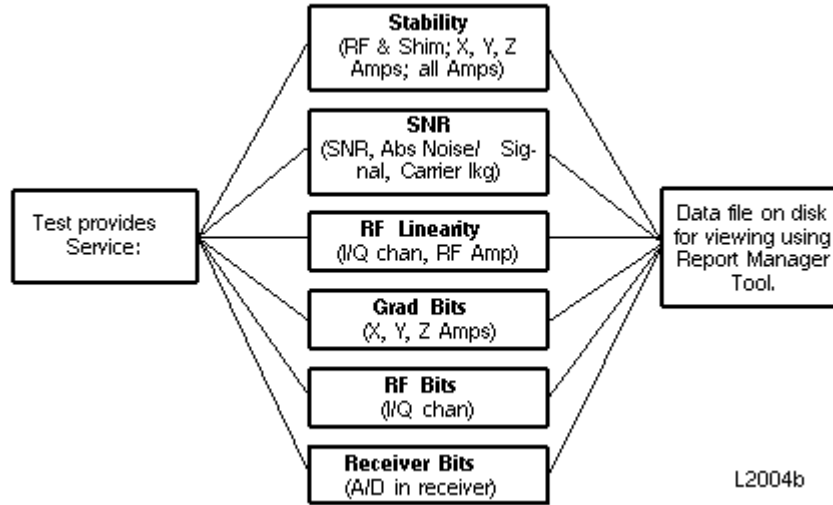 Stability
(RF & Shim; X, Y, Z
Amps; all Amps)
SNR
(SNR, Abs Noise/ Sig-
nal, Carrier lkg)
Test provides
Service:
RF Linearity
(I/Q chan, RF Amp)
Grad Bits
(X, Y, Z Amps)
RF Bits
(I/Q chan)
Receiver Bits
(A/D in receiver)
Data file on disk
for viewing using
Report Manager
Tool.
L2004b